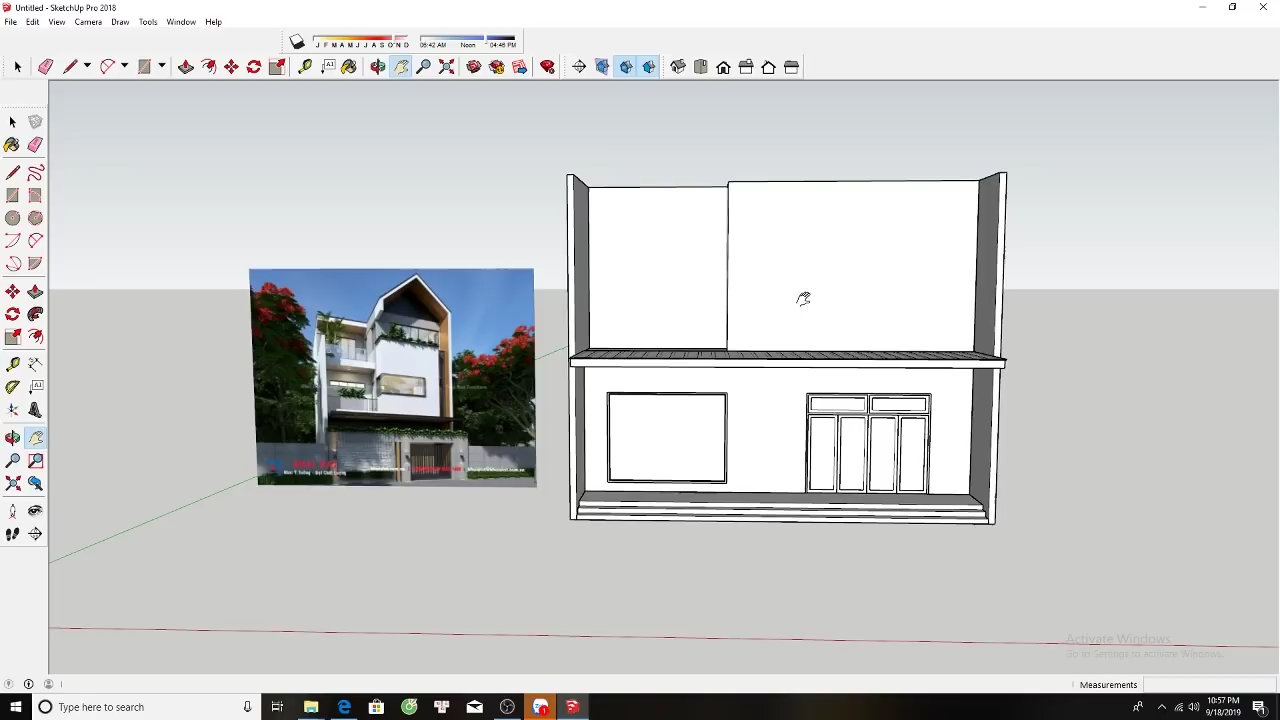 Untitled - SketchUp Pro 2018
File Edit View Camera Draw Tools Window Help
J F M A M J J A S O N D 06:42 AM Noon 04:46 PM
Activate Windows
Go to Settings to activate Windows.
Measurements
Type here to search
10:57 PM
9/18/2019